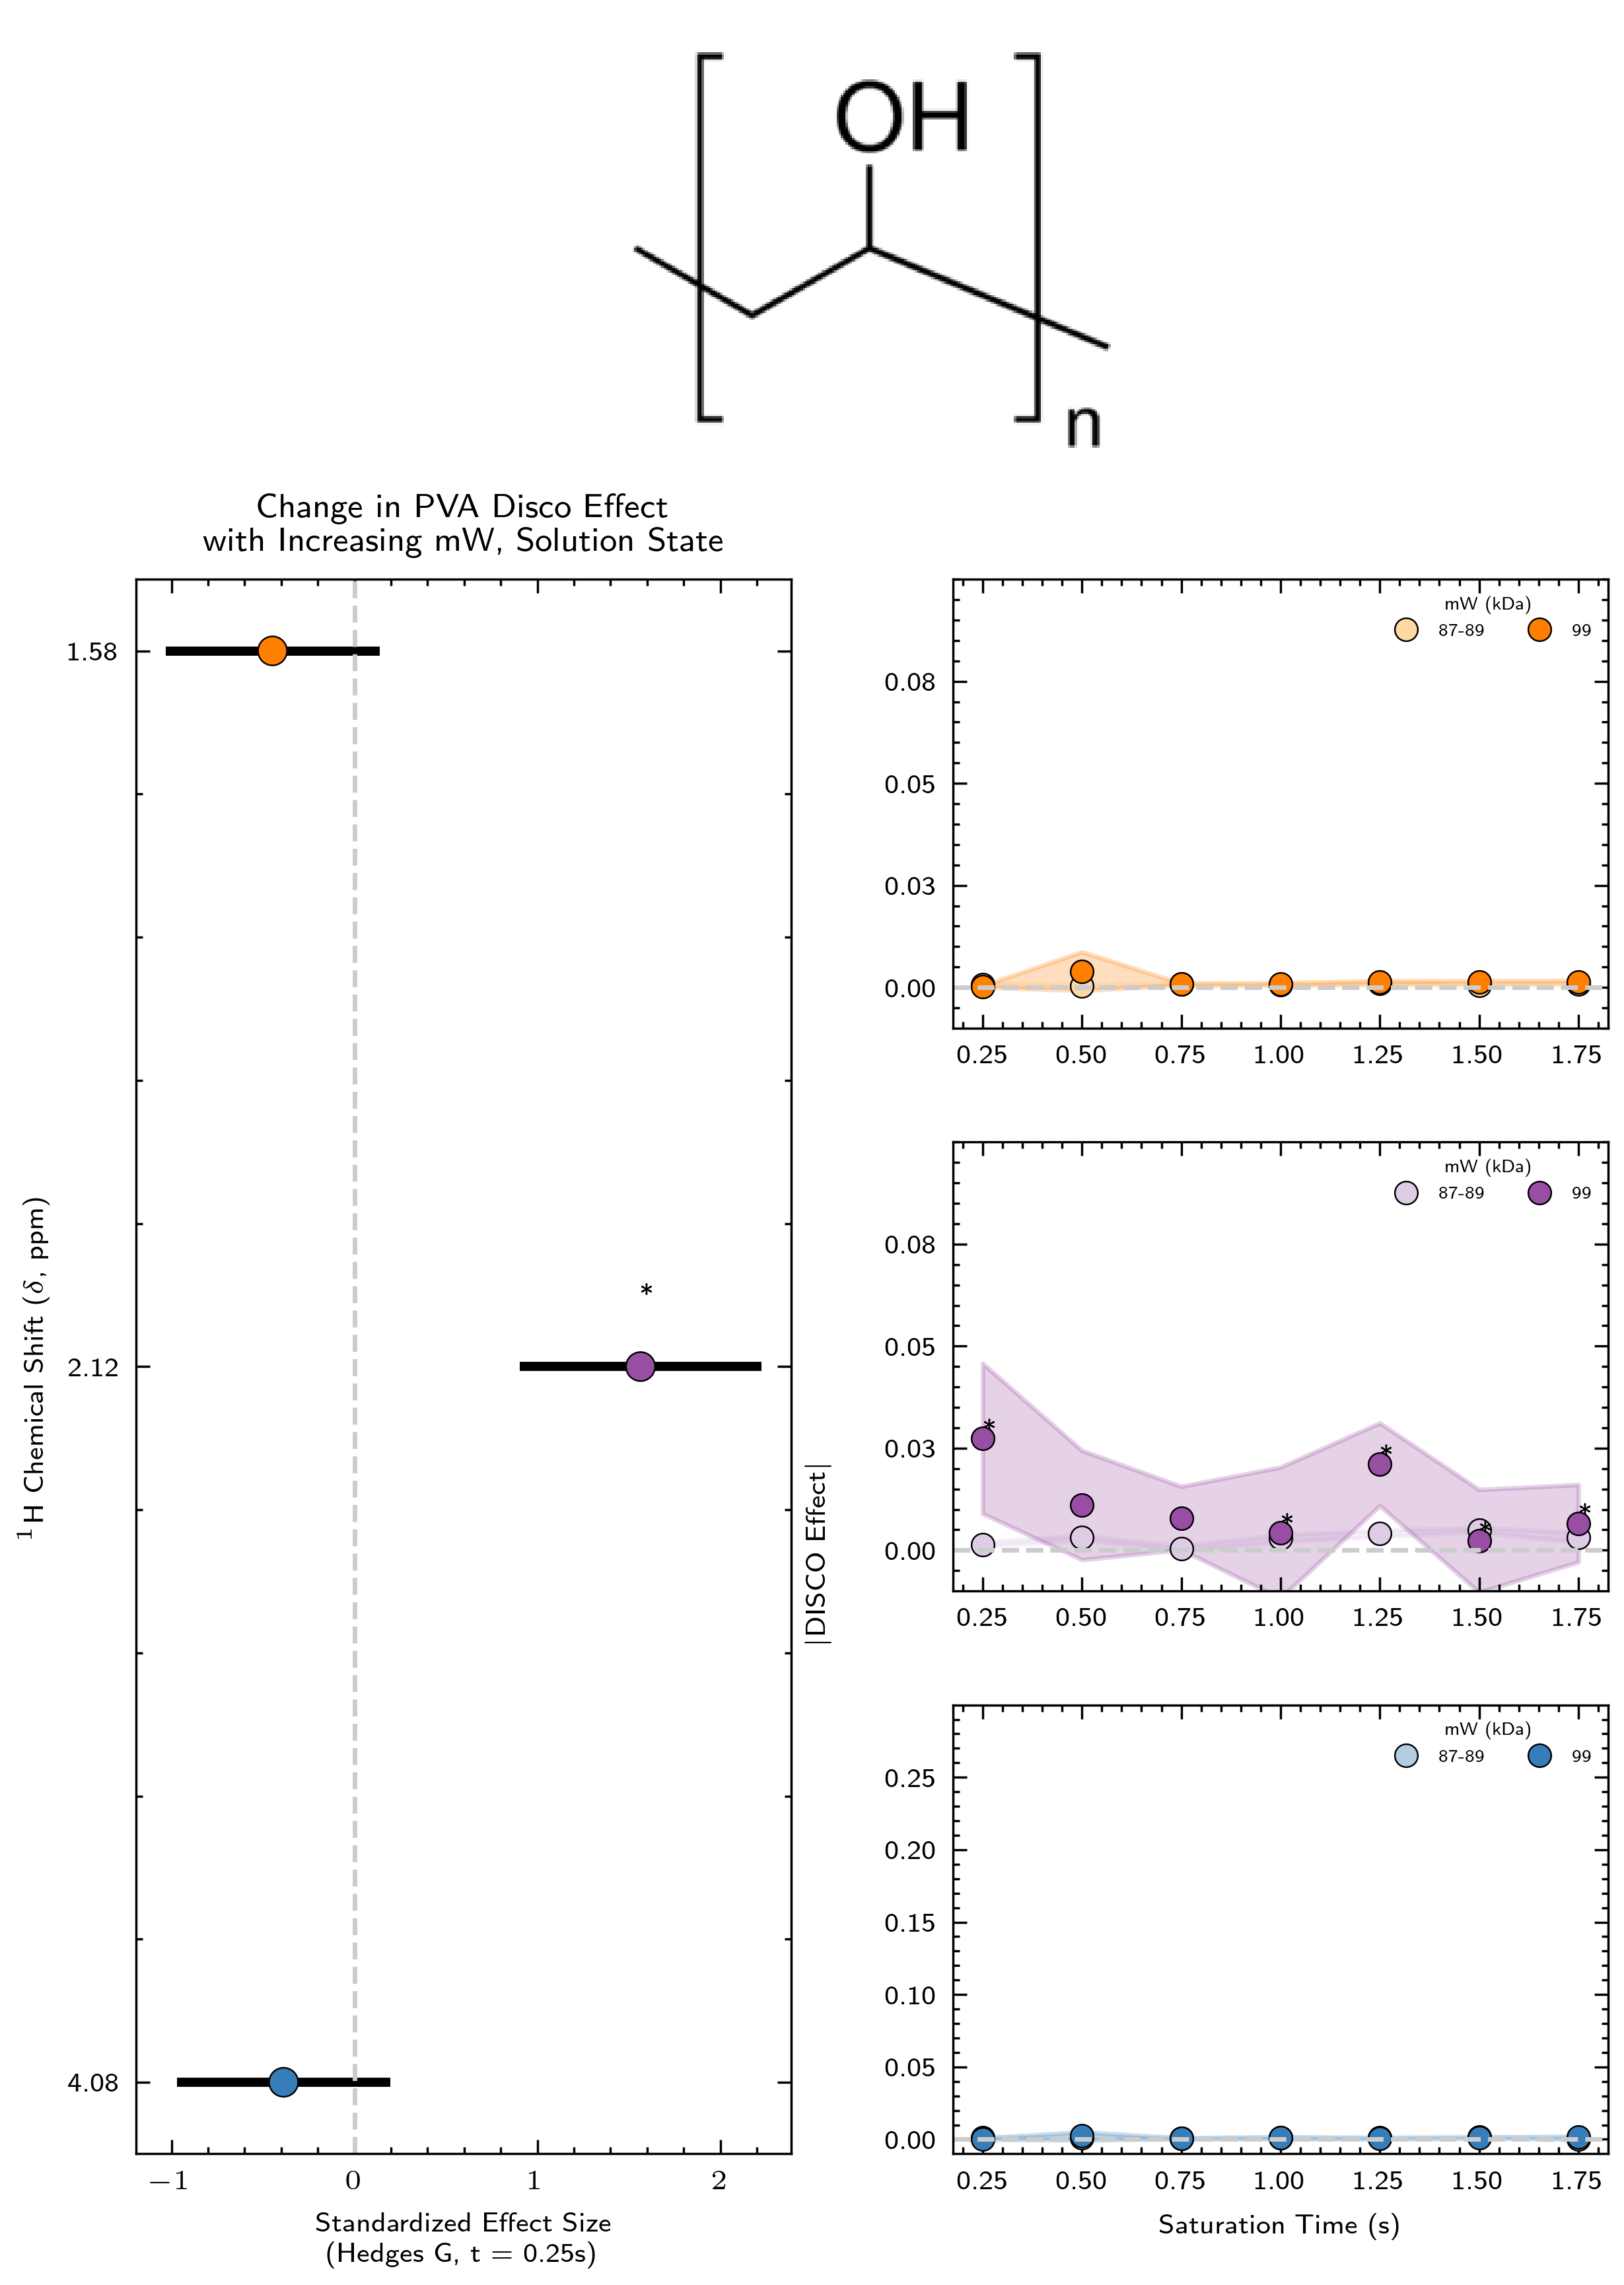 OH
n
Change in PVA Disco Effect
with Increasing mW, Solution State
1.58
2.12
4.08
¹H Chemical Shift (δ, ppm)
*
−1 0 1 2
Standardized Effect Size
(Hedges G, t = 0.25s)
|DISCO Effect|
mW (kDa)
87-89 99
0.08
0.05
0.03
0.00
0.25 0.50 0.75 1.00 1.25 1.50 1.75
mW (kDa)
87-89 99
0.08
0.05
0.03
0.00
* * * * *
0.25 0.50 0.75 1.00 1.25 1.50 1.75
mW (kDa)
87-89 99
0.25
0.20
0.15
0.10
0.05
0.00
0.25 0.50 0.75 1.00 1.25 1.50 1.75
Saturation Time (s)